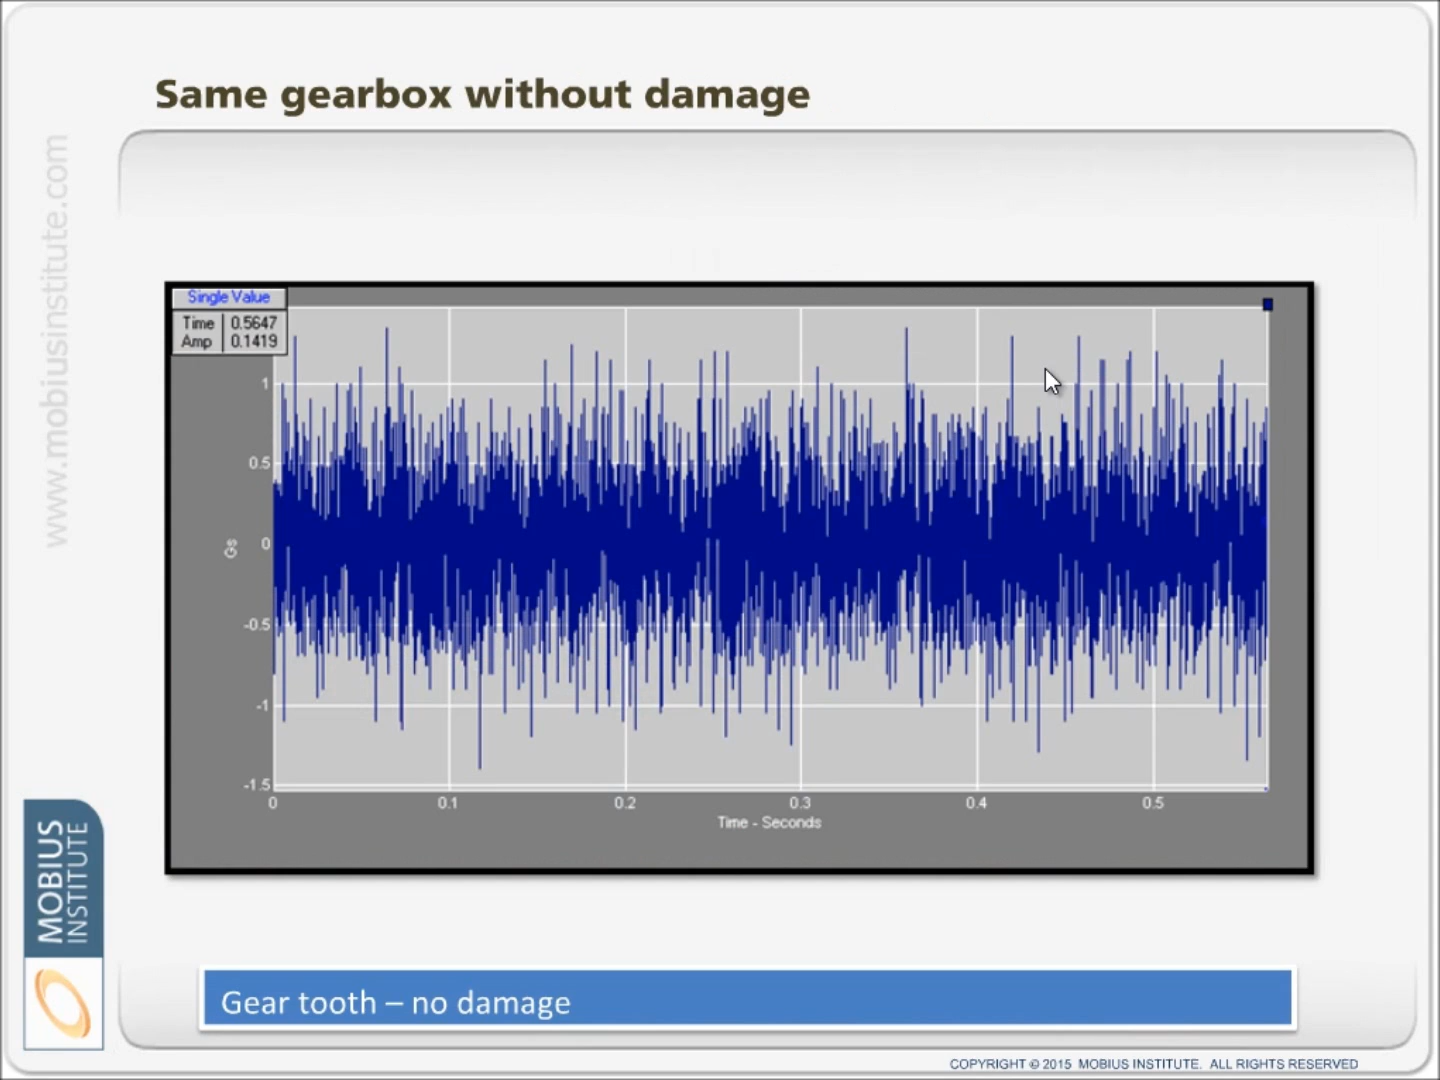 Same gearbox without damage
www.mobiusinstitute.com
Single Value
Time 0.5647
Amp 0.1419
1
0.5
0
-0.5
-1
-1.5
Gs
0 0.1 0.2 0.3 0.4 0.5
Time - Seconds
MOBIUS
INSTITUTE
Gear tooth – no damage
COPYRIGHT © 2015 MOBIUS INSTITUTE. ALL RIGHTS RESERVED